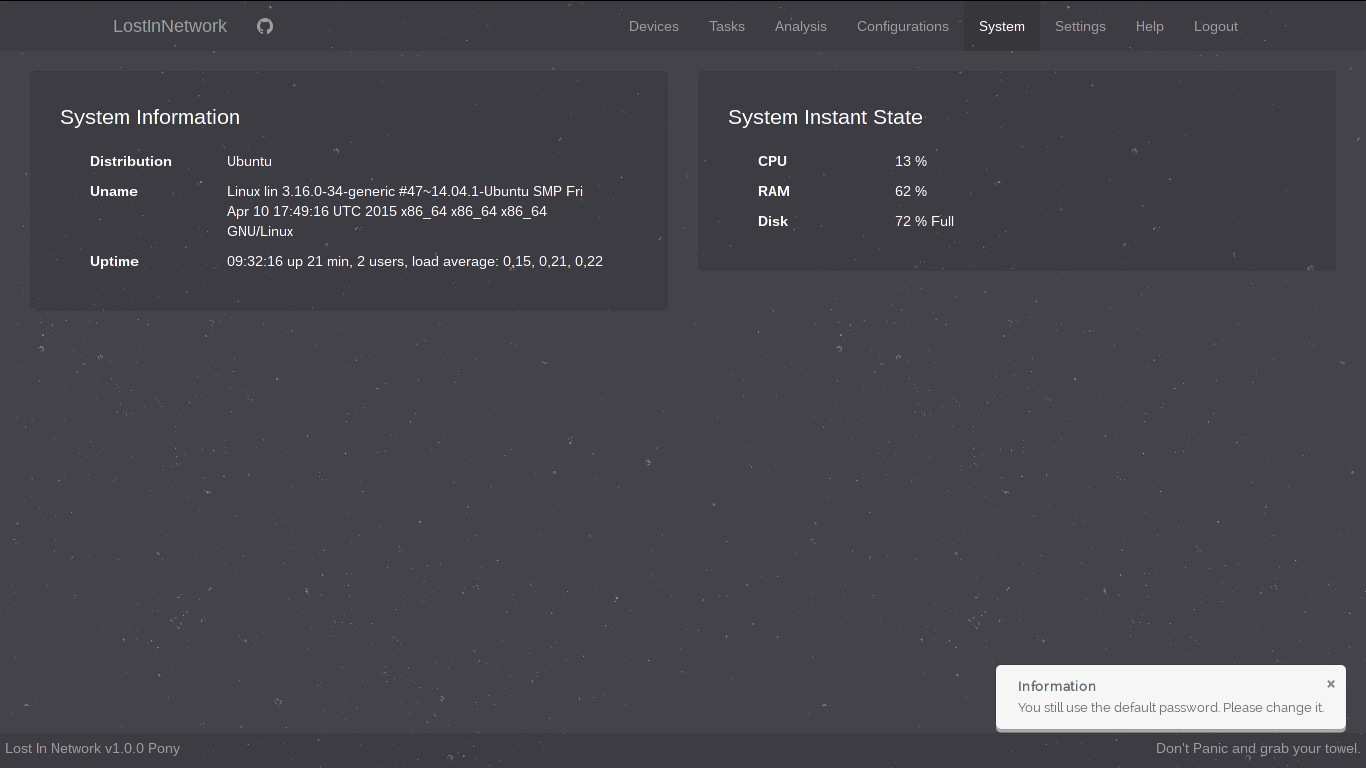 LostInNetwork
Devices Tasks Analysis Configurations System Settings Help Logout
System Information
Distribution Ubuntu
Uname Linux lin 3.16.0-34-generic #47~14.04.1-Ubuntu SMP Fri
Apr 10 17:49:16 UTC 2015 x86_64 x86_64 x86_64
GNU/Linux
Uptime 09:32:16 up 21 min, 2 users, load average: 0,15, 0,21, 0,22
System Instant State
CPU 13 %
RAM 62 %
Disk 72 % Full
Information ×
You still use the default password. Please change it.
Lost In Network v1.0.0 Pony
Don't Panic and grab your towel.